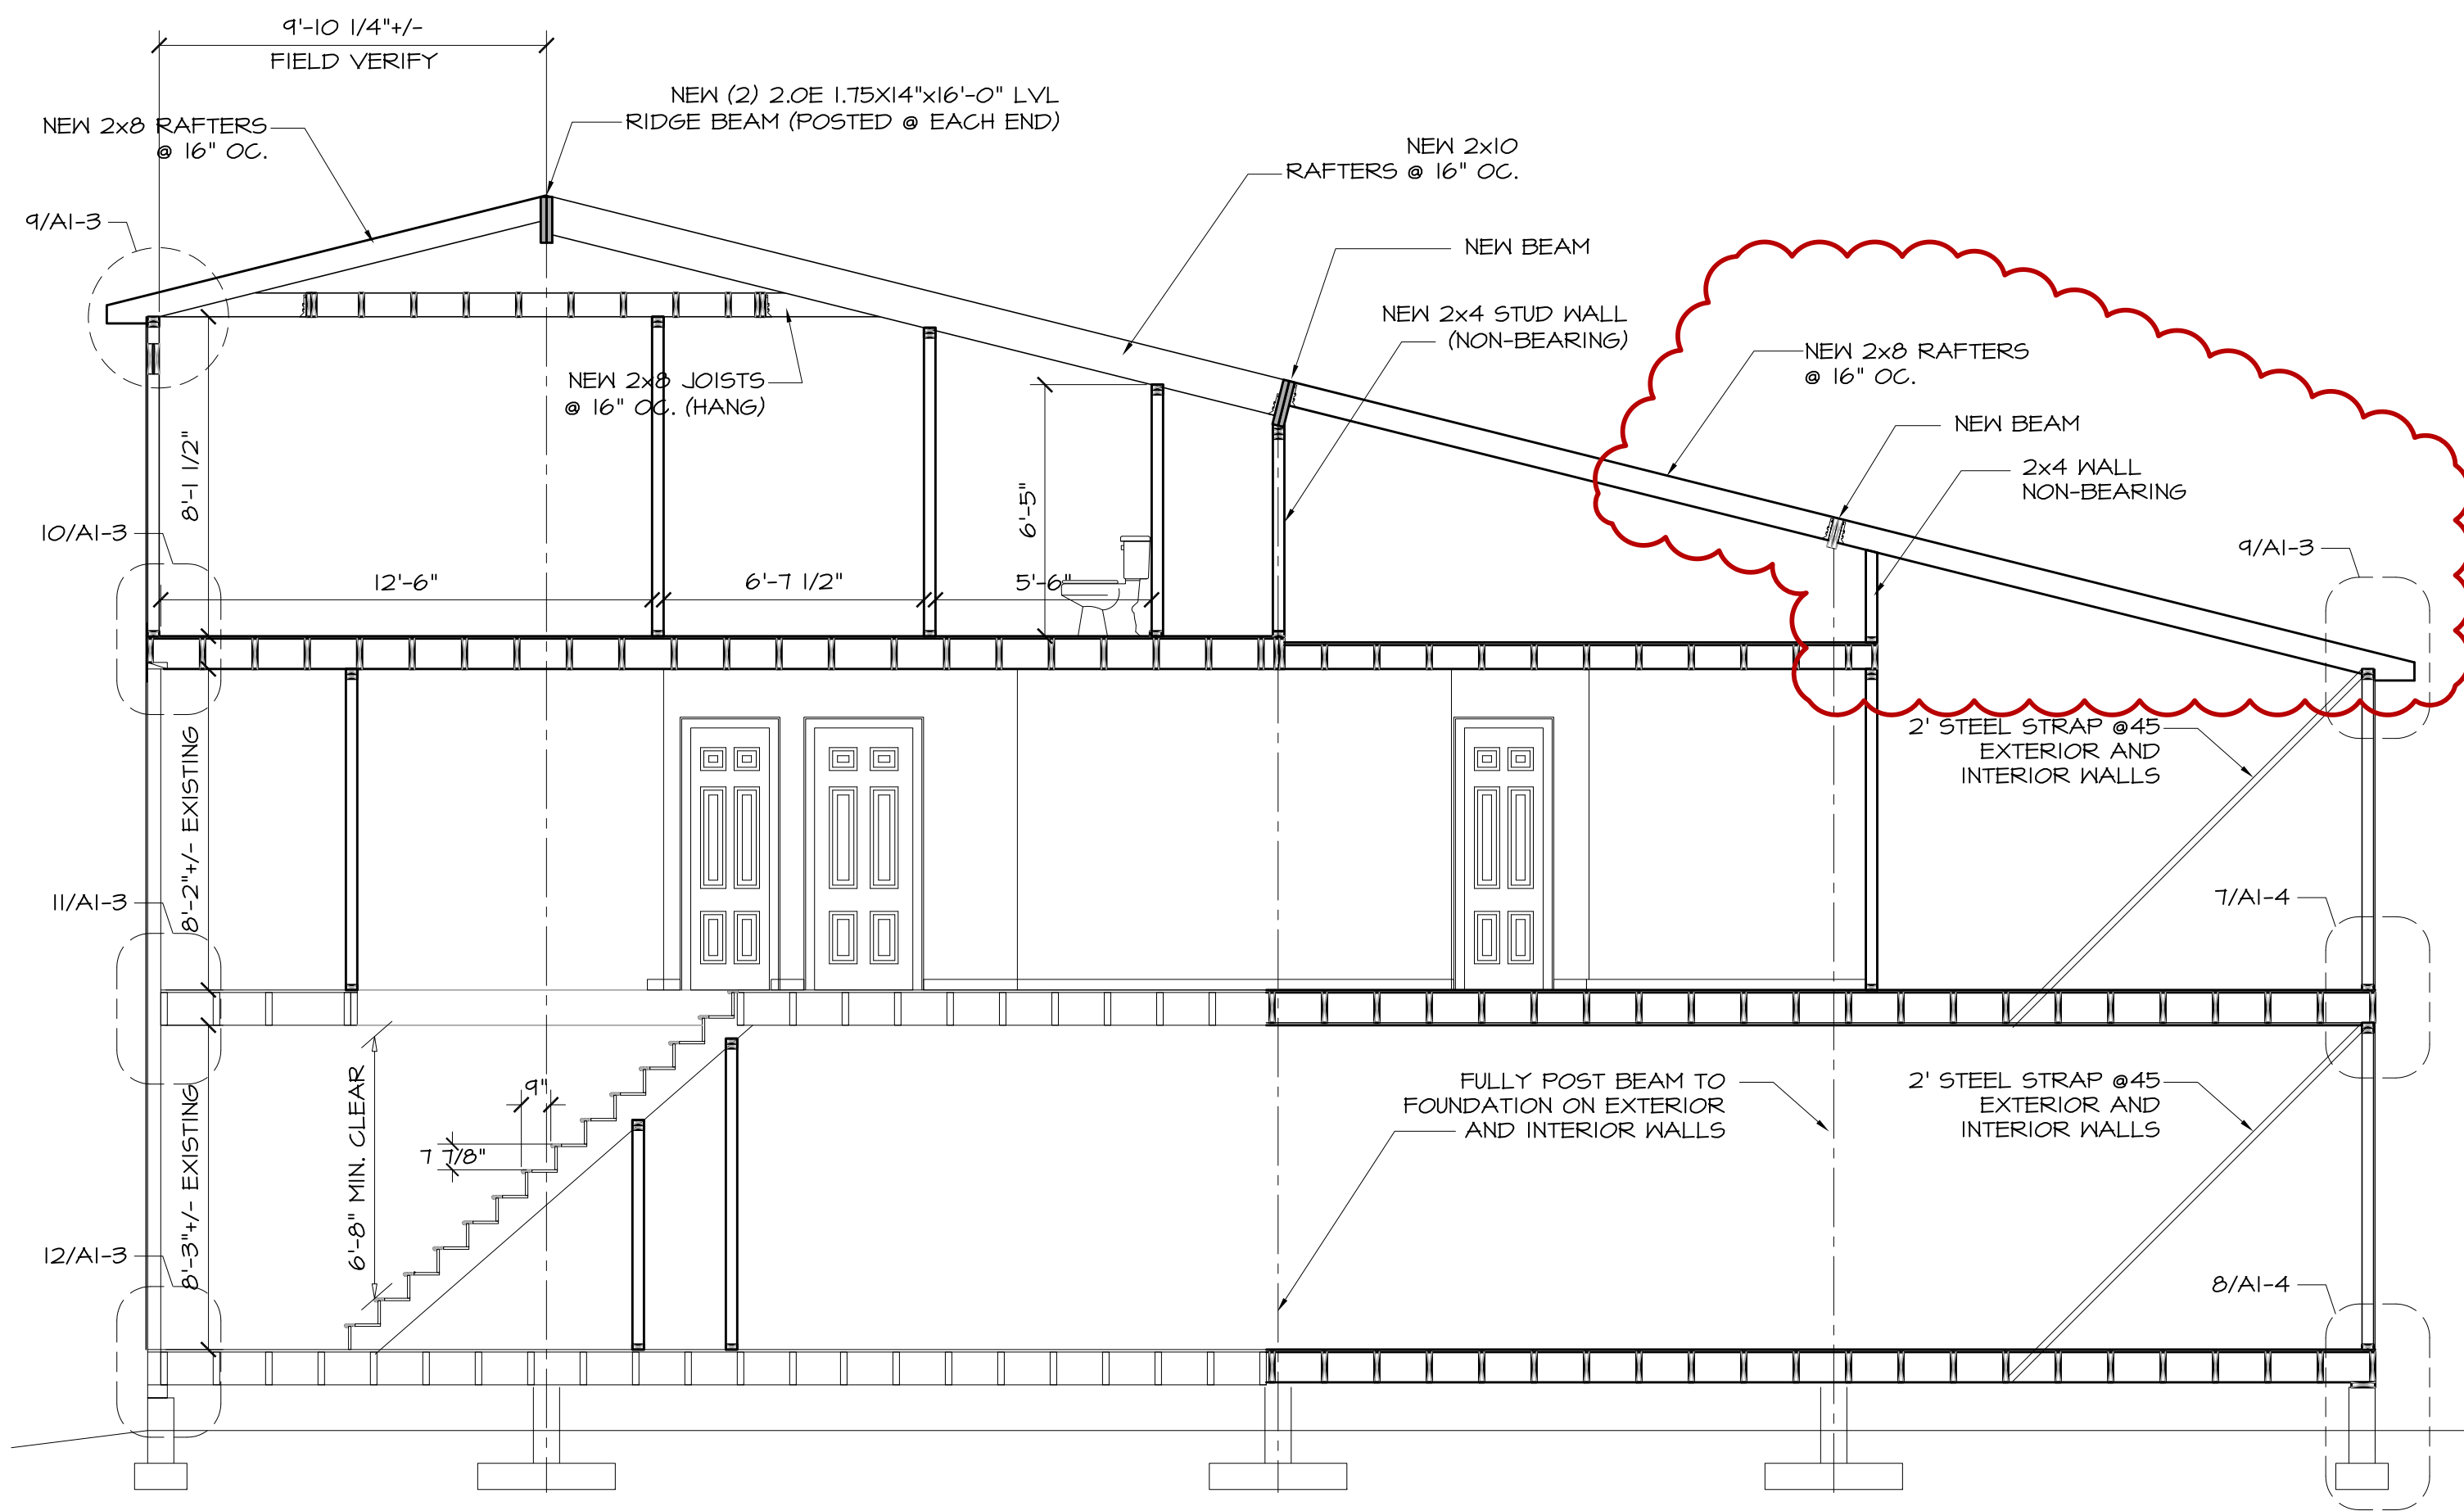 9'-10 1/4"+/-
FIELD VERIFY
NEW (2) 2.0E 1.75X14"x16'-0" LVL
RIDGE BEAM (POSTED @ EACH END)
NEW 2x8 RAFTERS
@ 16" OC.
NEW 2x10
RAFTERS @ 16" OC.
9/A1-3
NEW BEAM
NEW 2x4 STUD WALL
(NON-BEARING)
NEW 2x8 RAFTERS
@ 16" OC.
NEW 2x8 JOISTS
@ 16" OC. (HANG)
NEW BEAM
2x4 WALL
NON-BEARING
8'-1 1/2"
6'-5"
10/A1-3
9/A1-3
12'-6"
6'-7 1/2"
5'-6"
2' STEEL STRAP @45
EXTERIOR AND
INTERIOR WALLS
8'-2"+/- EXISTING
11/A1-3
7/A1-4
9"
7 7/8"
6'-8" MIN. CLEAR
8'-3"+/- EXISTING
FULLY POST BEAM TO
FOUNDATION ON EXTERIOR
AND INTERIOR WALLS
2' STEEL STRAP @45
EXTERIOR AND
INTERIOR WALLS
12/A1-3
8/A1-4